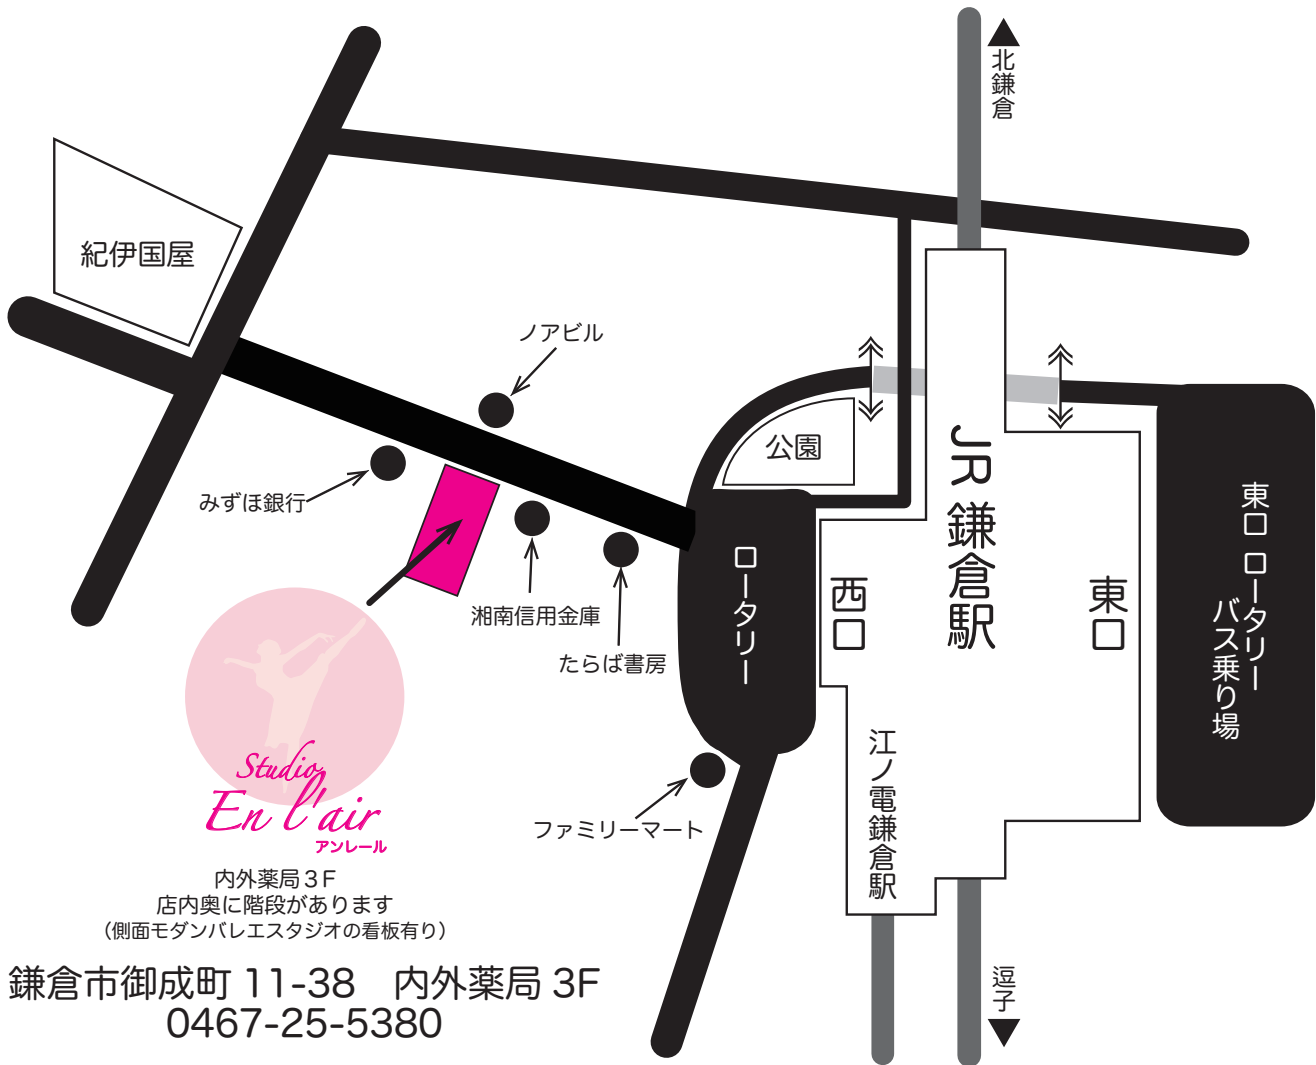 北鎌倉
紀伊国屋
ノアビル
みずほ銀行
公園
JR 鎌倉駅
東口 ロータリー
バス乗り場
ロータリー
西口
東口
湘南信用金庫
たらば書房
江ノ電鎌倉駅
ファミリーマート
Studio
En l'air
アンレール
内外薬局３F
店内奥に階段があります
（側面モダンバレエスタジオの看板有り）
鎌倉市御成町 11-38　内外薬局 3F
0467-25-5380
逗子